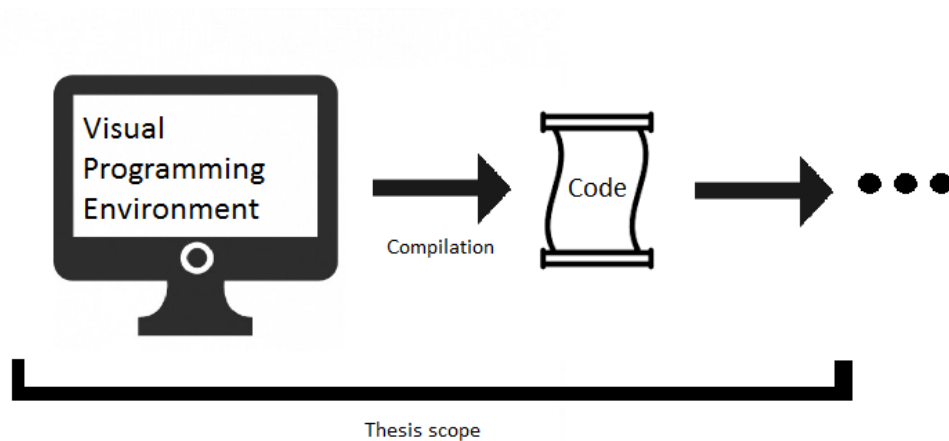 Visual
Programming
Environment
Compilation
Code
Thesis scope